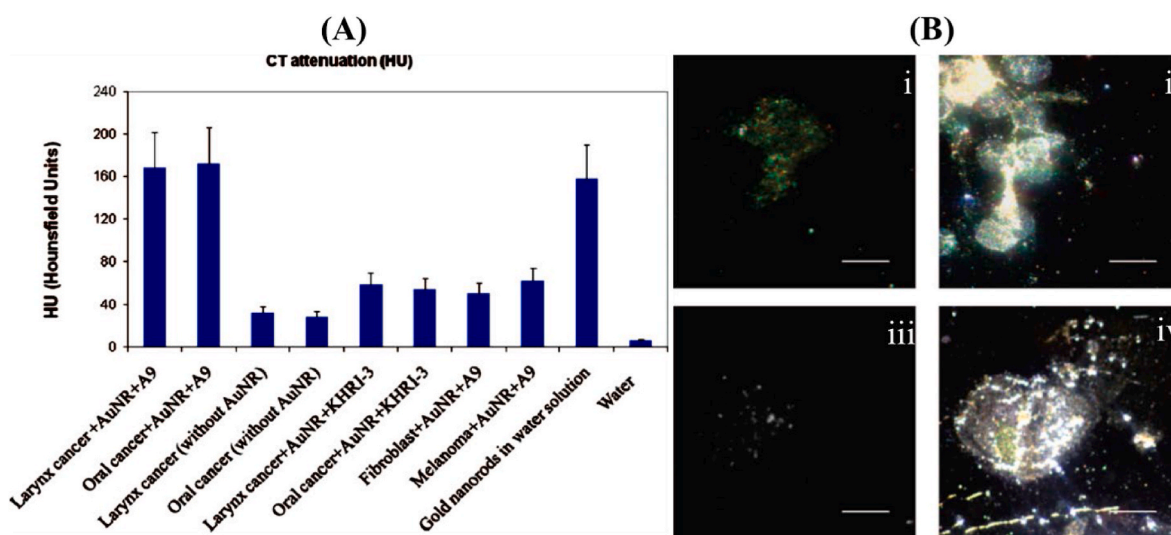 (A)
(B)
CT attenuation (HU)
HU (Hounsfield Units)
240
200
160
120
80
40
0
Larynx cancer+AuNR+A9
Oral cancer+AuNR+A9
Larynx cancer (without AuNR)
Oral cancer (without AuNR)
Larynx cancer+AuNR+KHRI-3
Oral cancer+AuNR+KHRI-3
Fibroblast+AuNR+A9
Melanoma+AuNR+A9
Gold nanorods in water solution
Water
i
i
iii
iv